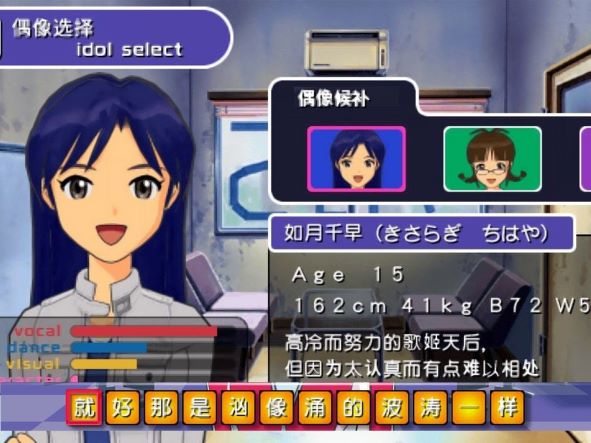 偶像选择
idol select
偶像候补
如月千早（きさらぎ ちはや）
Age 15
162cm 41kg B72 W5
高冷而努力的歌姬天后，
但因为太认真而有点难以相处
vocal
dance
visual
就好那是汹像涌的波涛一样